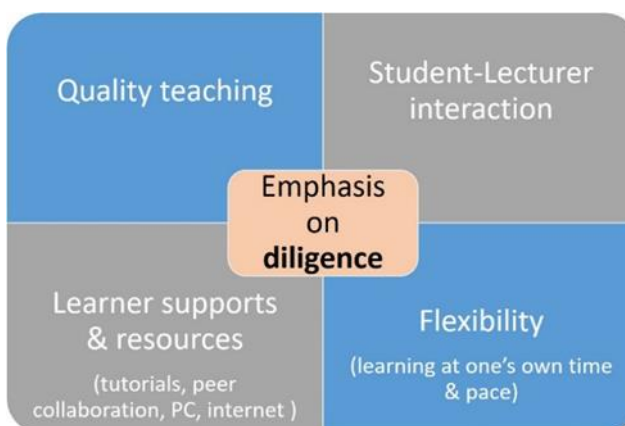 Quality teaching
Student-Lecturer
interaction
Emphasis
on
diligence
Learner supports
& resources
(tutorials, peer
collaboration, PC, internet )
Flexibility
(learning at one's own time
& pace)